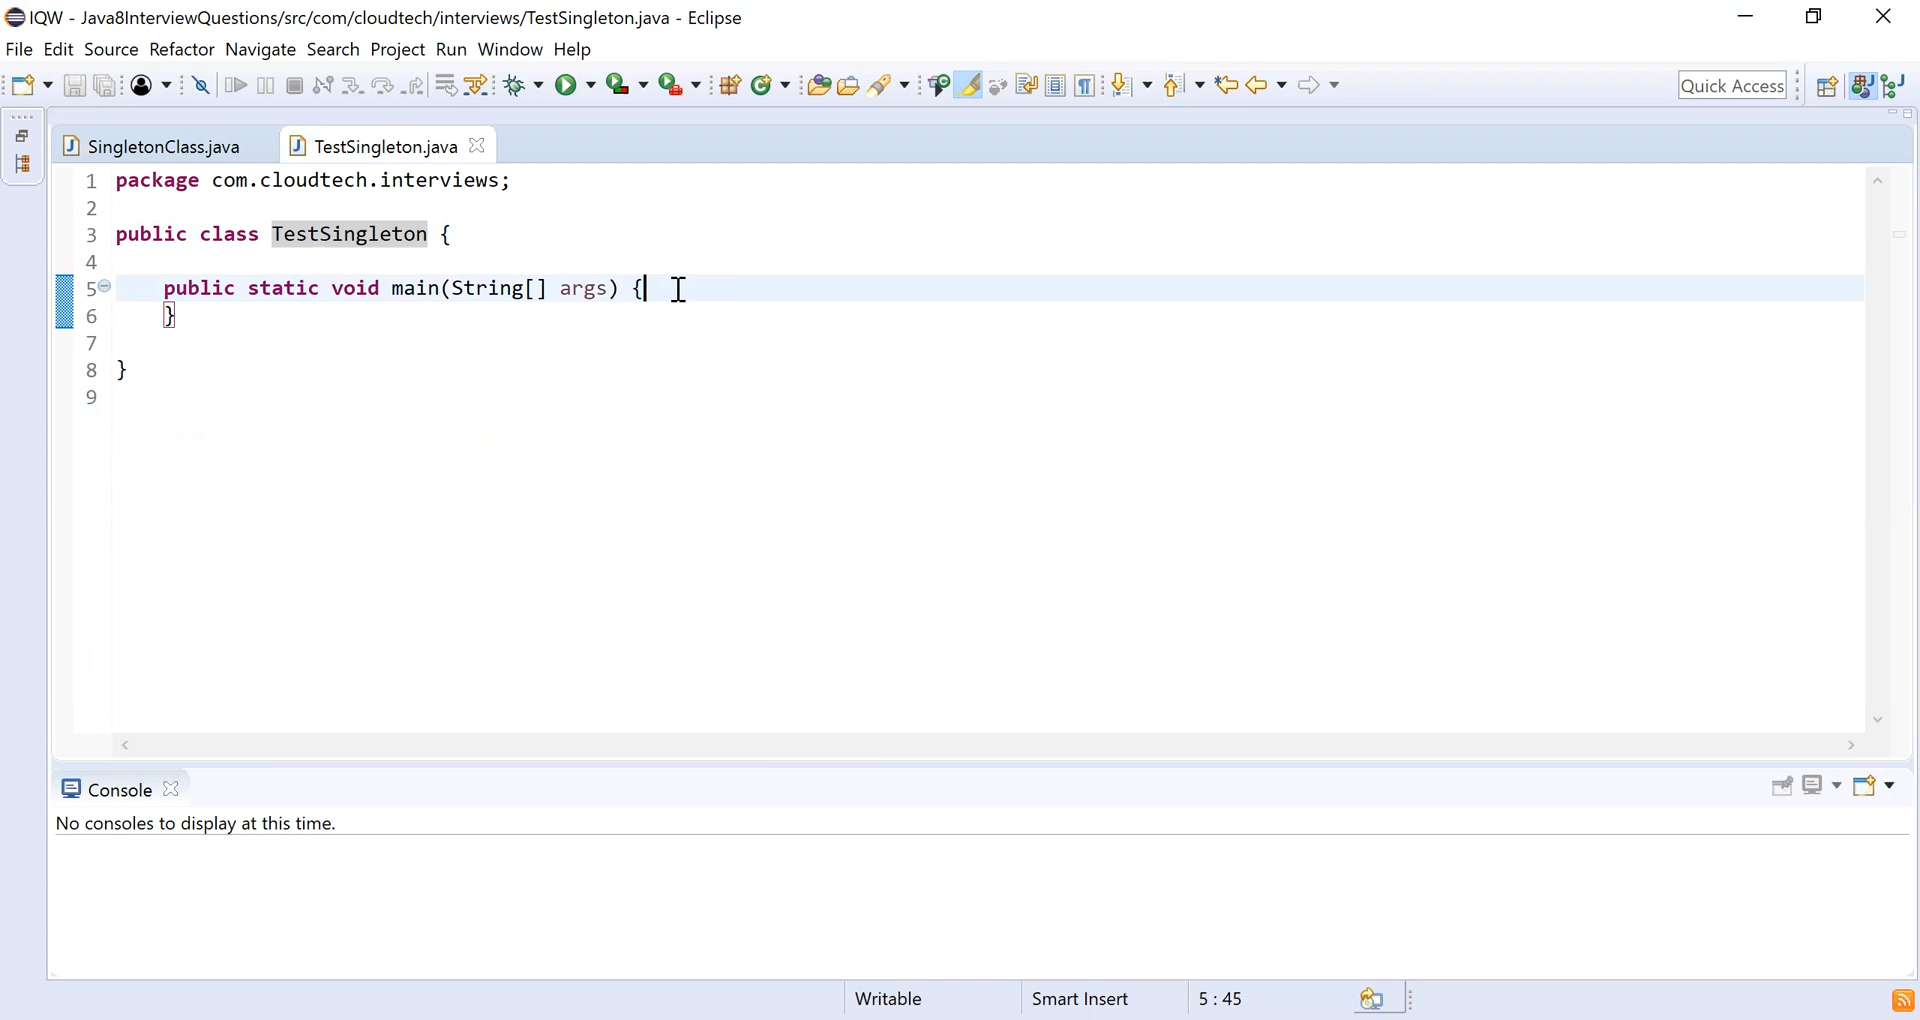 IQW - Java8InterviewQuestions/src/com/cloudtech/interviews/TestSingleton.java - Eclipse
File Edit Source Refactor Navigate Search Project Run Window Help
Quick Access
SingletonClass.java TestSingleton.java
1 package com.cloudtech.interviews;
2
3 public class TestSingleton {
4
5 public static void main(String[] args) {
6 }
7
8 }
9
Console
No consoles to display at this time.
Writable Smart Insert 5 : 45